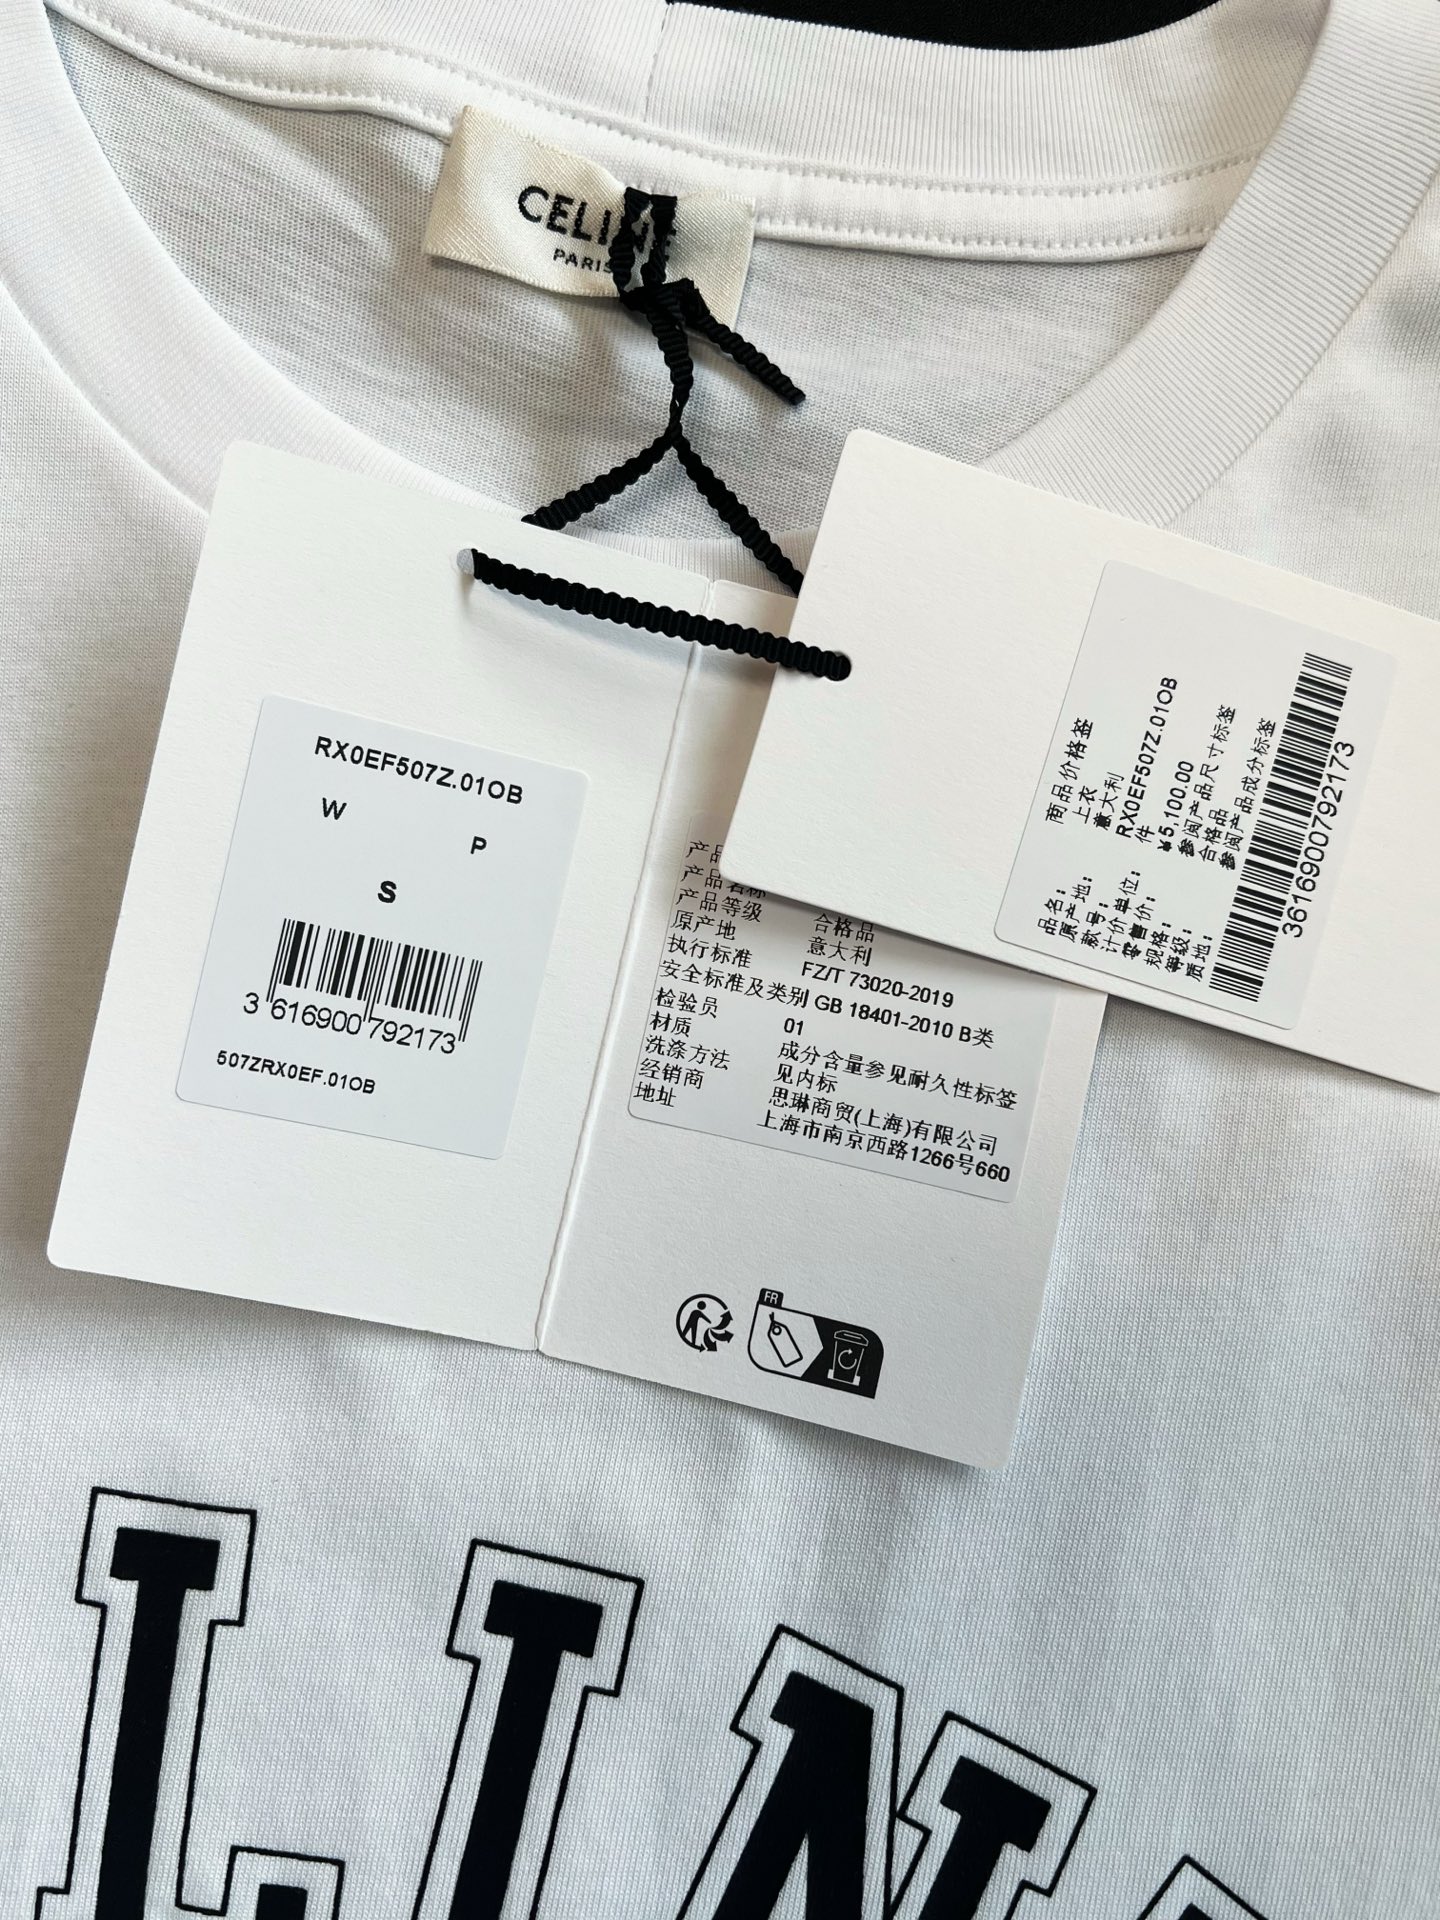 CELINE
PARIS
RX0EF507Z.01OB
W
P
S
3 616900 792173
507ZRX0EF.01OB
产品名称
产品等级 合格品
原产地 意大利
执行标准 FZ/T 73020-2019
安全标准及类别 GB 18401-2010 B类
检验员 01
材质 成分含量参见耐久性标签
洗涤方法 见内标
经销商 思琳商贸(上海)有限公司
地址 上海市南京西路1266号660
商品价格签
品名: 上衣
原产地: 意大利
款号: RX0EF507Z.01OB
计价单位: 件
零售价: ¥5,100.00
规格: 参阅产品尺寸标签
等级: 合格品
质地: 参阅产品成分标签
3616900792173
FR
LINE